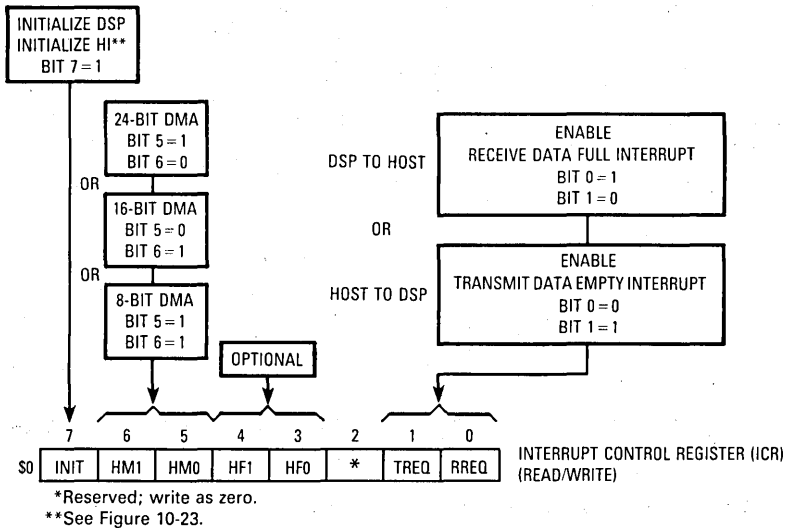 INITIALIZE DSP
INITIALIZE HI**
BIT 7 = 1
24-BIT DMA
BIT 5 = 1
BIT 6 = 0
OR
16-BIT DMA
BIT 5 = 0
BIT 6 = 1
OR
8-BIT DMA
BIT 5 = 1
BIT 6 = 1
OPTIONAL
DSP TO HOST
ENABLE
RECEIVE DATA FULL INTERRUPT
BIT 0 = 1
BIT 1 = 0
OR
HOST TO DSP
ENABLE
TRANSMIT DATA EMPTY INTERRUPT
BIT 0 = 0
BIT 1 = 1
7 6 5 4 3 2 1 0
$0 INIT HM1 HM0 HF1 HF0 * TREQ RREQ
INTERRUPT CONTROL REGISTER (ICR)
(READ/WRITE)
*Reserved; write as zero.
**See Figure 10-23.